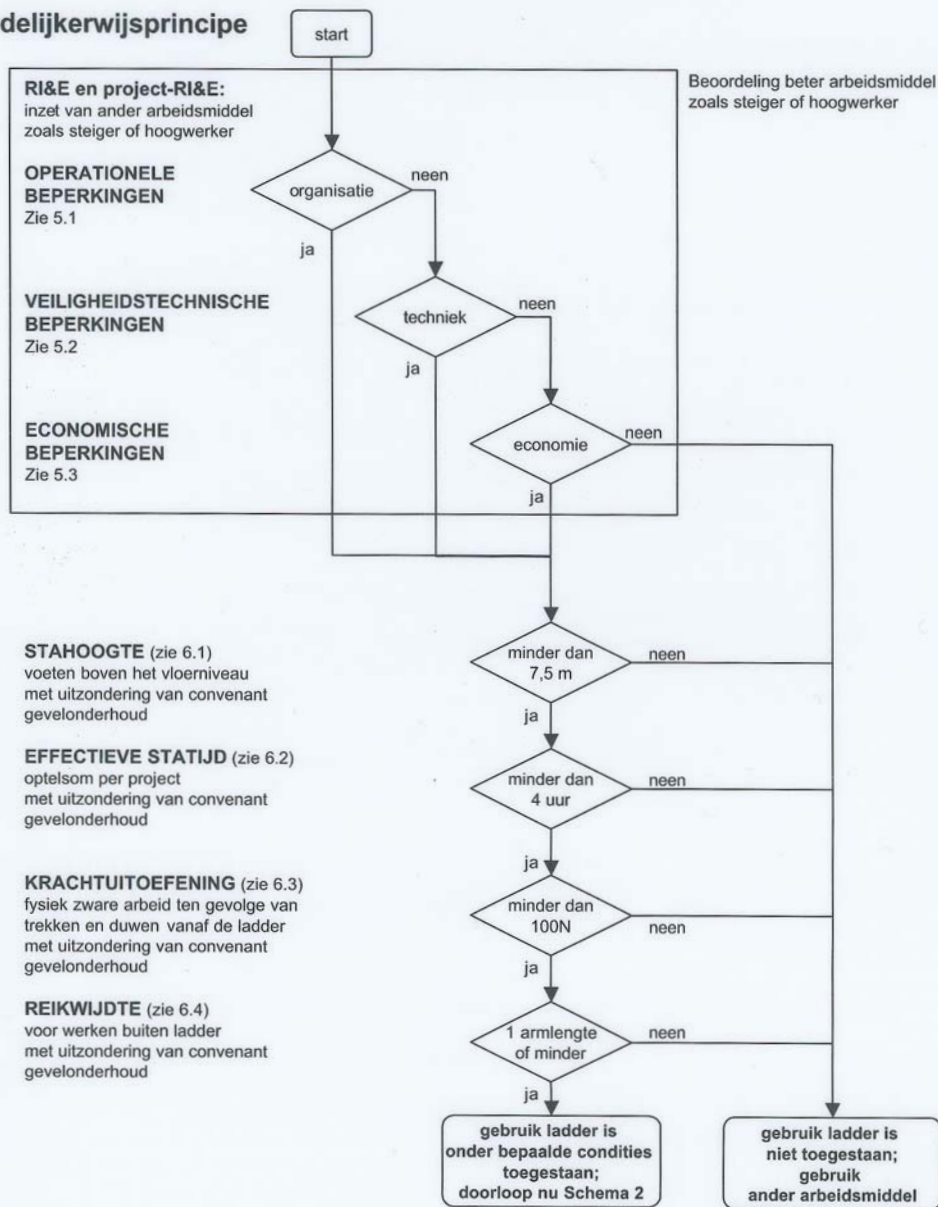 delijkerwijsprincipe
start
RI&E en project-RI&E:
inzet van ander arbeidsmiddel
zoals steiger of hoogwerker
Beoordeling beter arbeidsmiddel
zoals steiger of hoogwerker
OPERATIONELE
BEPERKINGEN
Zie 5.1
organisatie
neen
ja
VEILIGHEIDSTECHNISCHE
BEPERKINGEN
Zie 5.2
techniek
neen
ja
ECONOMISCHE
BEPERKINGEN
Zie 5.3
economie
neen
ja
STAHOOGTE (zie 6.1)
voeten boven het vloerniveau
met uitzondering van convenant
gevelonderhoud
minder dan
7,5 m
neen
ja
EFFECTIEVE STATIJD (zie 6.2)
optelsom per project
met uitzondering van convenant
gevelonderhoud
minder dan
4 uur
neen
ja
KRACHTUITOEFENING (zie 6.3)
fysiek zware arbeid ten gevolge van
trekken en duwen vanaf de ladder
met uitzondering van convenant
gevelonderhoud
minder dan
100N
neen
ja
REIKWIJDTE (zie 6.4)
voor werken buiten ladder
met uitzondering van convenant
gevelonderhoud
1 armlengte
of minder
neen
ja
gebruik ladder is
onder bepaalde condities
toegestaan;
doorloop nu Schema 2
gebruik ladder is
niet toegestaan;
gebruik
ander arbeidsmiddel